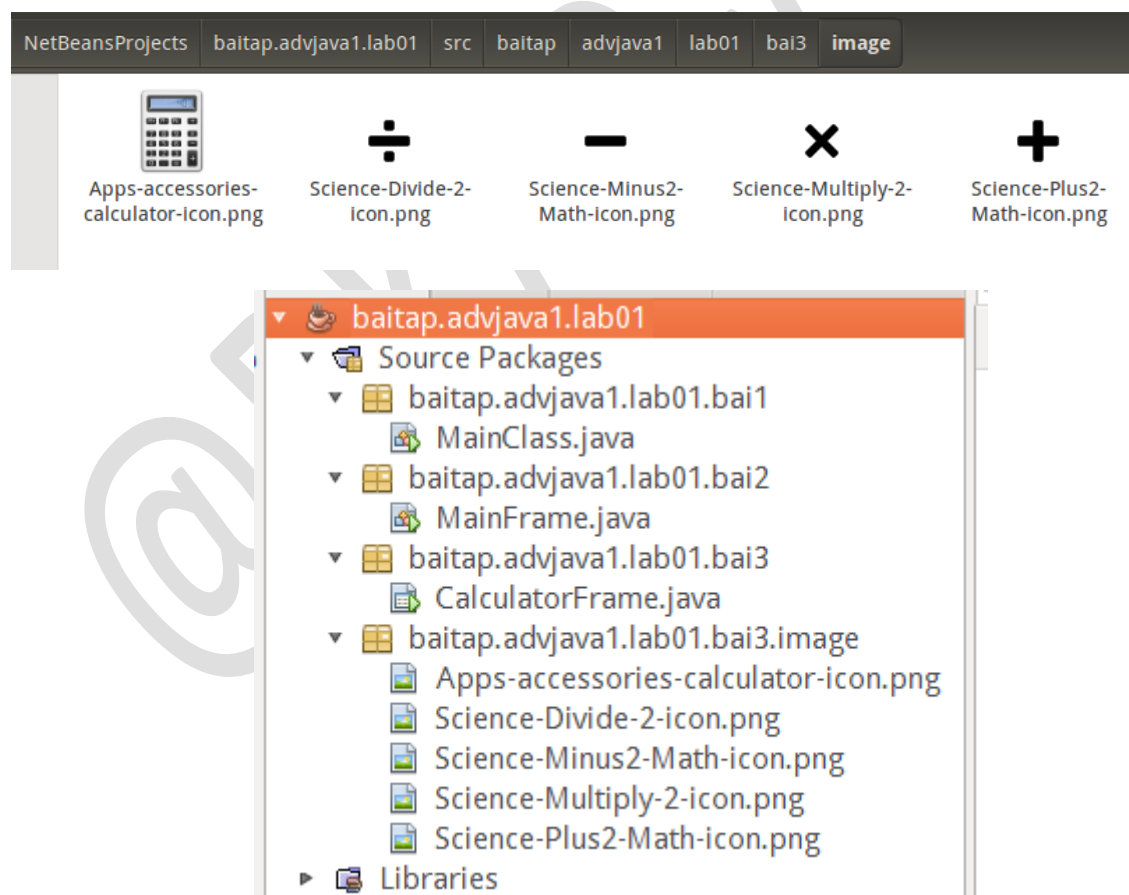 NetBeansProjects baitap.advjava1.lab01 src baitap advjava1 lab01 bai3 image
Apps-accessories-
calculator-icon.png
Science-Divide-2-
icon.png
Science-Minus2-
Math-icon.png
Science-Multiply-2-
icon.png
Science-Plus2-
Math-icon.png
baitap.advjava1.lab01
Source Packages
baitap.advjava1.lab01.bai1
MainClass.java
baitap.advjava1.lab01.bai2
MainFrame.java
baitap.advjava1.lab01.bai3
CalculatorFrame.java
baitap.advjava1.lab01.bai3.image
Apps-accessories-calculator-icon.png
Science-Divide-2-icon.png
Science-Minus2-Math-icon.png
Science-Multiply-2-icon.png
Science-Plus2-Math-icon.png
Libraries